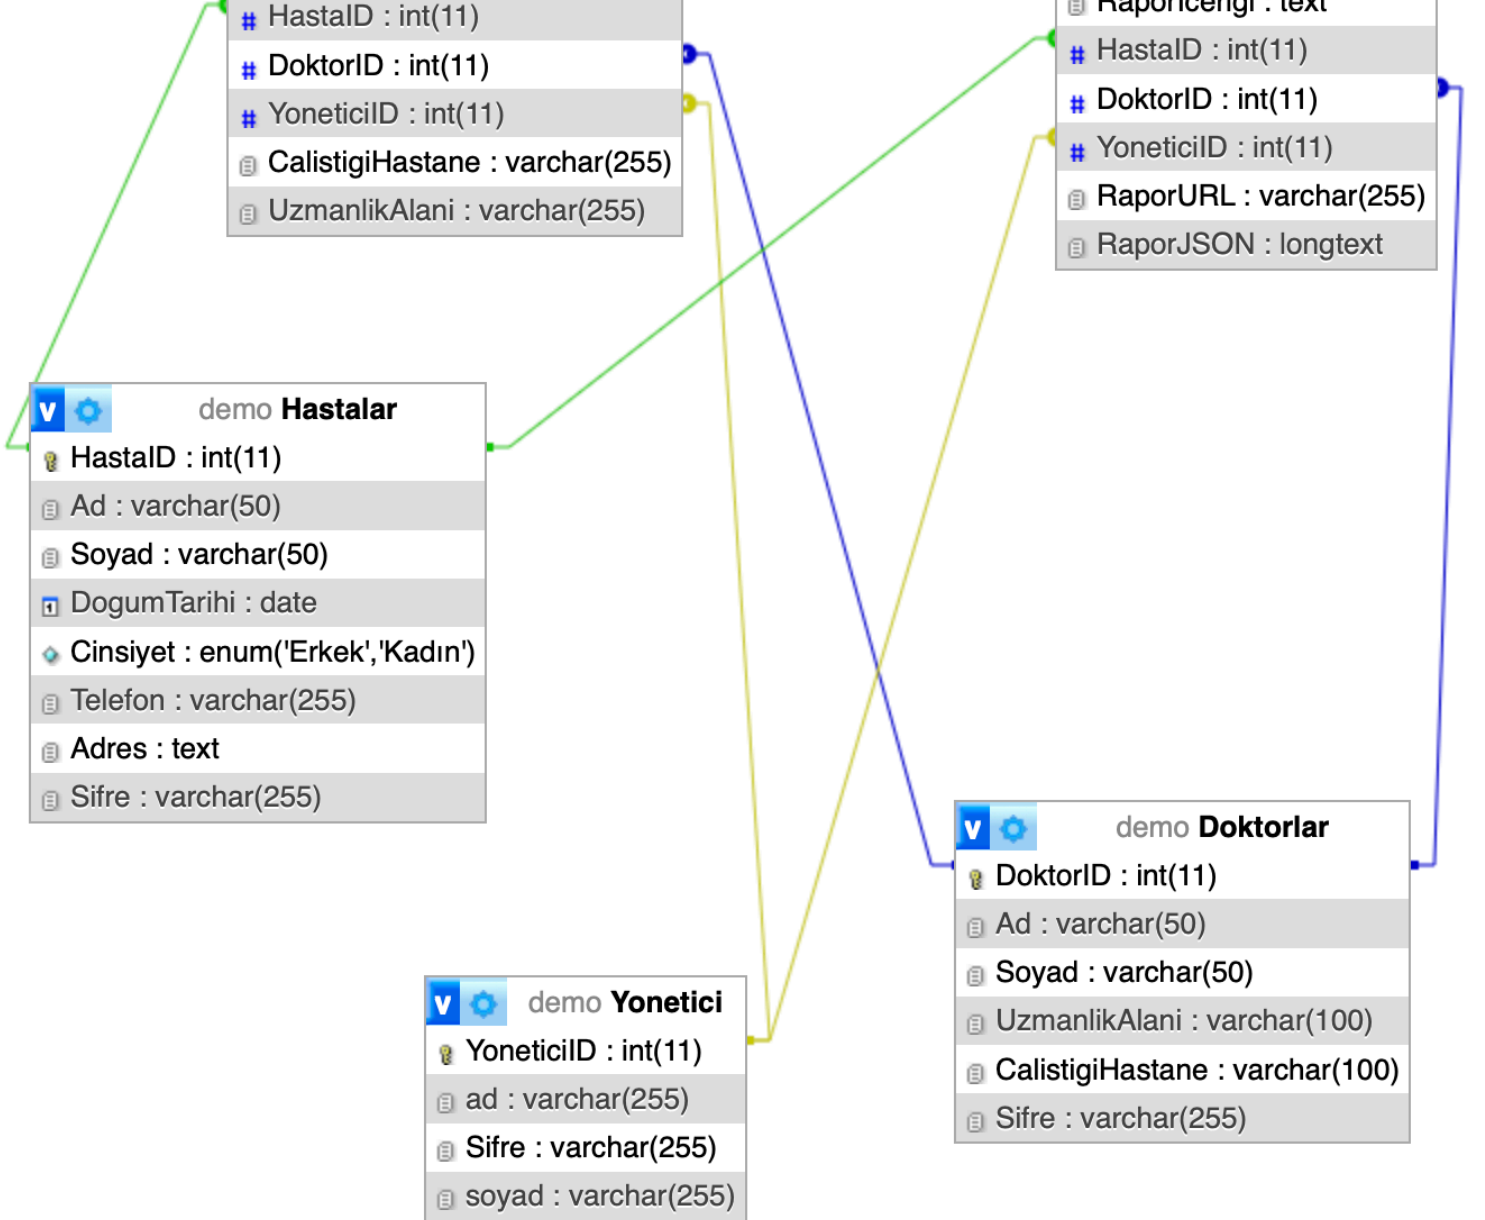 HastaID : int(11)
DoktorID : int(11)
YoneticiID : int(11)
CalistigiHastane : varchar(255)
UzmanlikAlani : varchar(255)
RaporIcerigi : text
HastaID : int(11)
DoktorID : int(11)
YoneticiID : int(11)
RaporURL : varchar(255)
RaporJSON : longtext
v demo Hastalar
HastaID : int(11)
Ad : varchar(50)
Soyad : varchar(50)
DogumTarihi : date
Cinsiyet : enum('Erkek','Kadın')
Telefon : varchar(255)
Adres : text
Sifre : varchar(255)
v demo Yonetici
YoneticiID : int(11)
ad : varchar(255)
Sifre : varchar(255)
soyad : varchar(255)
v demo Doktorlar
DoktorID : int(11)
Ad : varchar(50)
Soyad : varchar(50)
UzmanlikAlani : varchar(100)
CalistigiHastane : varchar(100)
Sifre : varchar(255)